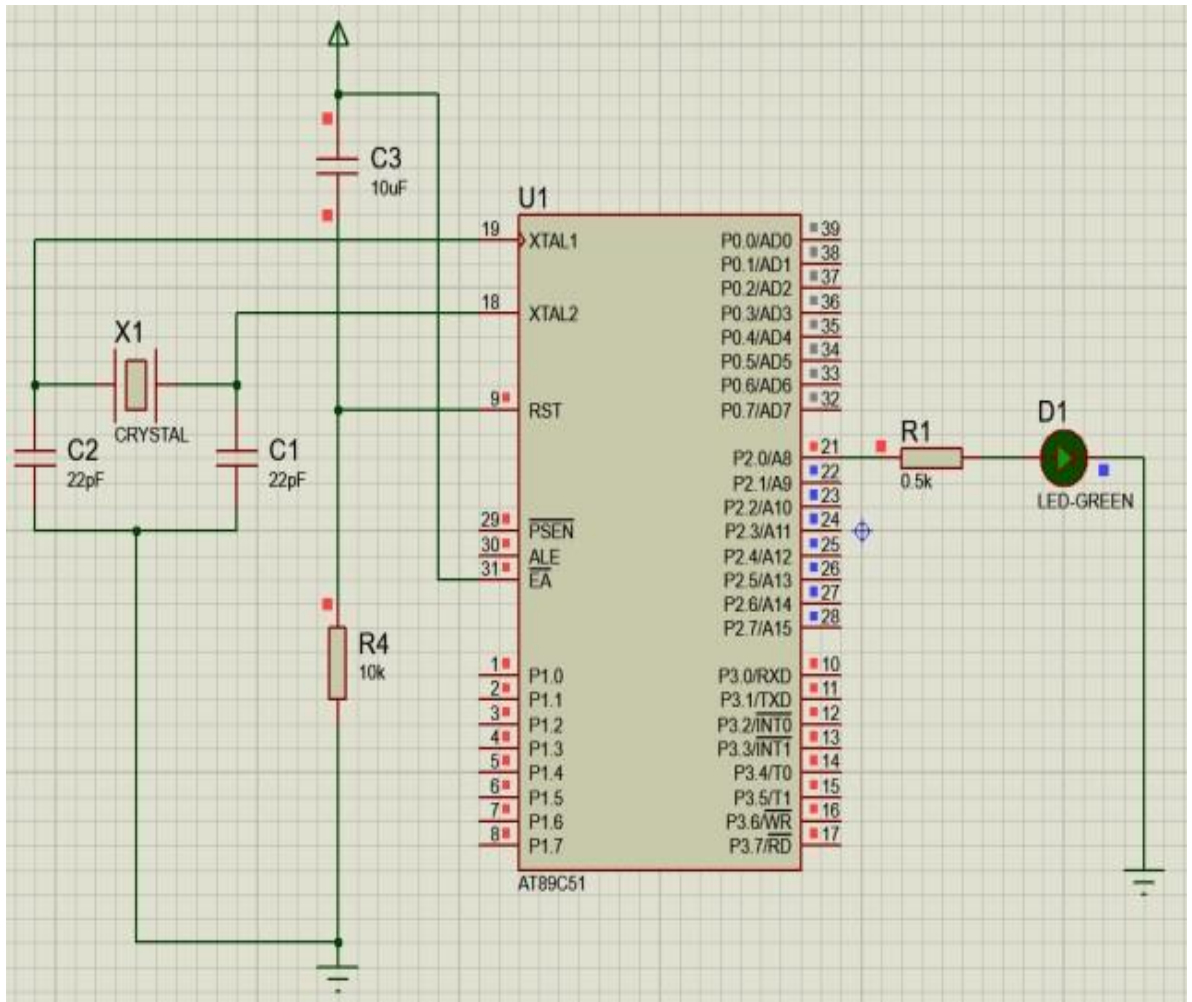 C3
10uF
U1
19
XTAL1
18
XTAL2
X1
CRYSTAL
C2
22pF
C1
22pF
9
RST
29
PSEN
30
ALE
31
EA
R4
10k
1
P1.0
2
P1.1
3
P1.2
4
P1.3
5
P1.4
6
P1.5
7
P1.6
8
P1.7
P0.0/AD0
39
P0.1/AD1
38
P0.2/AD2
37
P0.3/AD3
36
P0.4/AD4
35
P0.5/AD5
34
P0.6/AD6
33
P0.7/AD7
32
P2.0/A8
21
P2.1/A9
22
P2.2/A10
23
P2.3/A11
24
P2.4/A12
25
P2.5/A13
26
P2.6/A14
27
P2.7/A15
28
P3.0/RXD
10
P3.1/TXD
11
P3.2/INT0
12
P3.3/INT1
13
P3.4/T0
14
P3.5/T1
15
P3.6/WR
16
P3.7/RD
17
AT89C51
R1
0.5k
D1
LED-GREEN